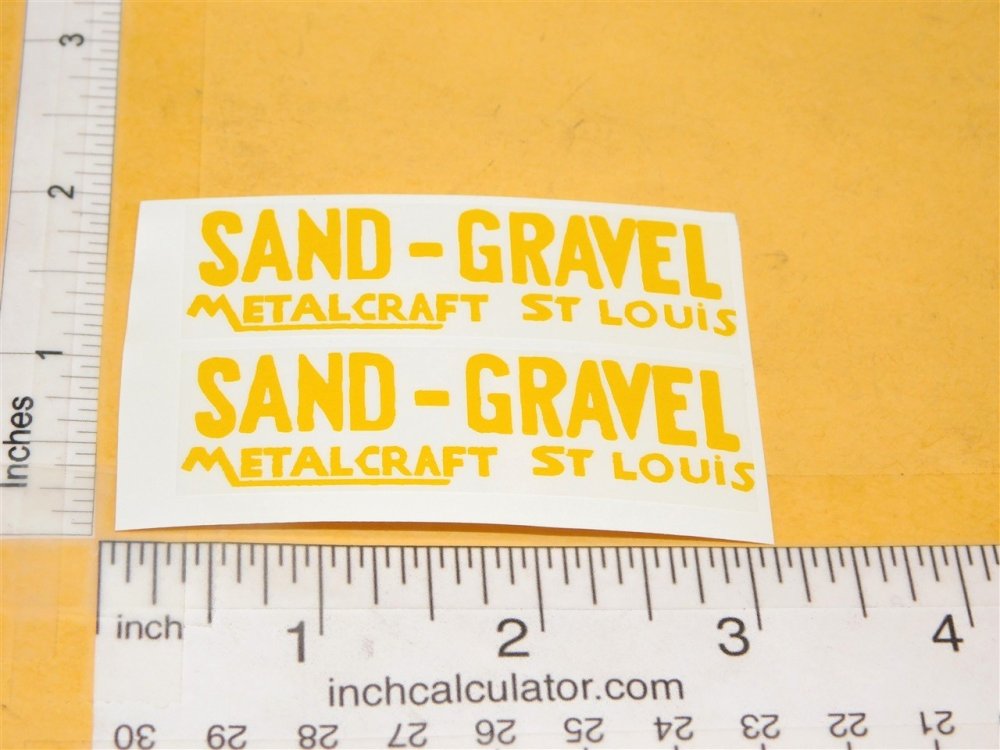 3
2
1
Inches
SAND - GRAVEL
METALCRAFT ST LOUiS
SAND - GRAVEL
METALCRAFT ST LOUiS
inch 1 2 3 4
inchcalculator.com
30 29 28 27 26 25 24 23 22 21